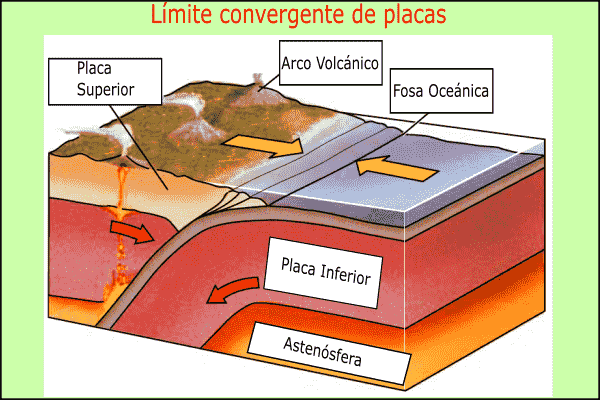 Límite convergente de placas
Placa
Superior
Arco Volcánico
Fosa Oceánica
Placa Inferior
Astenósfera